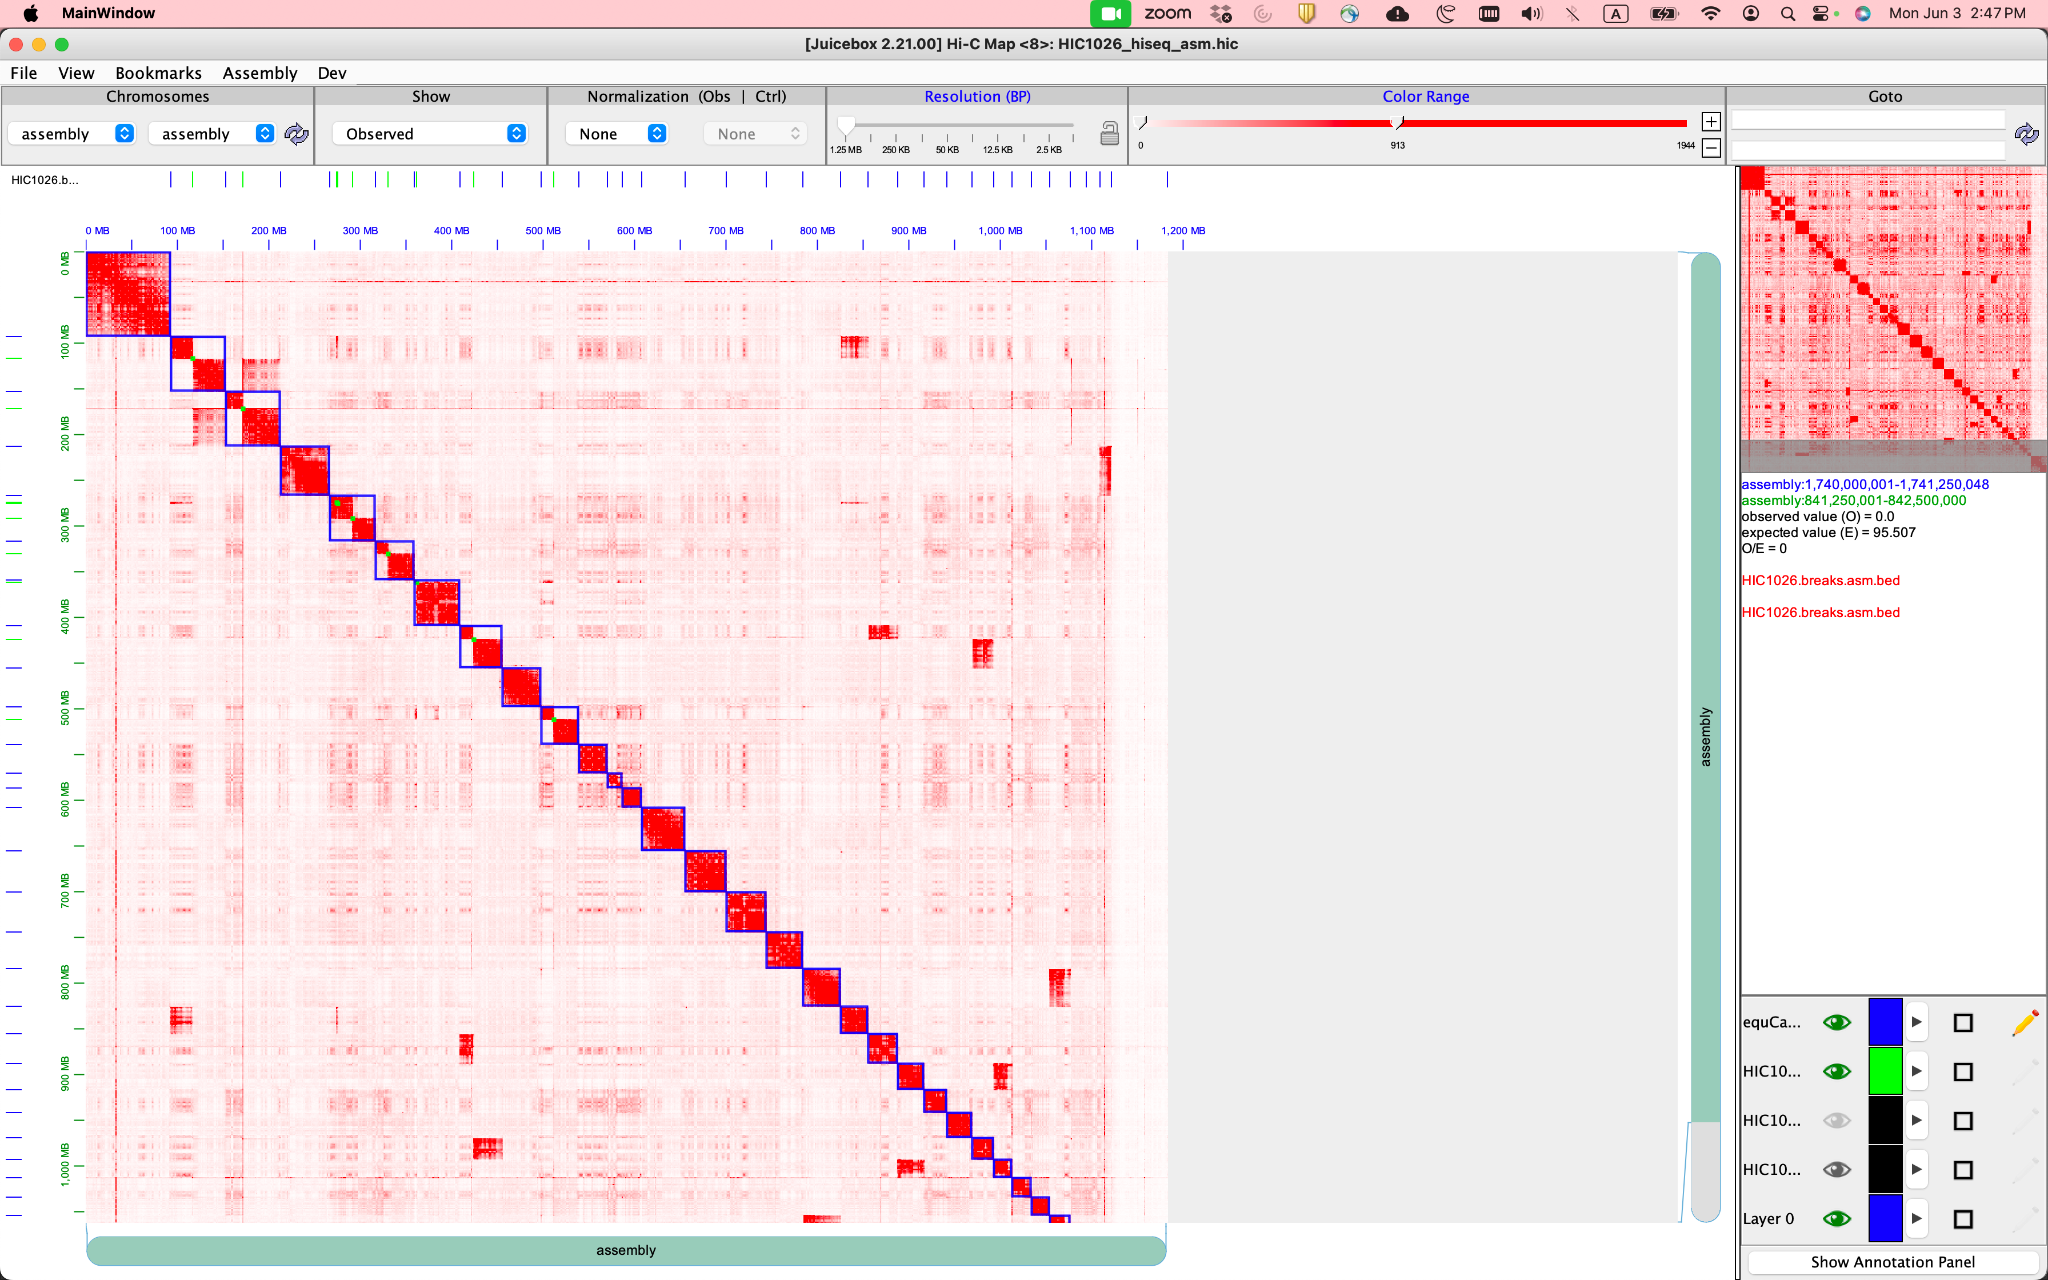 MainWindow
zoom
A
Mon Jun 3 2:47 PM
[Juicebox 2.21.00] Hi-C Map <8>: HIC1026_hiseq_asm.hic
File View Bookmarks Assembly Dev
Chromosomes Show Normalization (Obs | Ctrl) Resolution (BP) Color Range Goto
assembly assembly Observed None None
1.25 MB 250 KB 50 KB 12.5 KB 2.5 KB
0 913 1944
HIC1026.b...
0 MB 100 MB 200 MB 300 MB 400 MB 500 MB 600 MB 700 MB 800 MB 900 MB 1,000 MB 1,100 MB 1,200 MB
0 MB
100 MB
200 MB
300 MB
400 MB
500 MB
600 MB
700 MB
800 MB
900 MB
1,000 MB
assembly
assembly
assembly:1,740,000,001-1,741,250,048
assembly:841,250,001-842,500,000
observed value (O) = 0.0
expected value (E) = 95.507
O/E = 0
HIC1026.breaks.asm.bed
HIC1026.breaks.asm.bed
equCa...
HIC10...
HIC10...
HIC10...
Layer 0
Show Annotation Panel